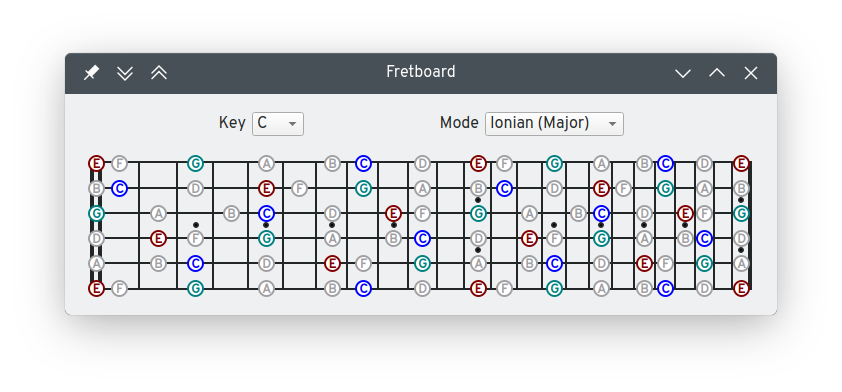 Fretboard
Key C Mode Ionian (Major)
E F G A B C D E F G A B C D E
B C D E F G A B C D E F G A B
G A B C D E F G A B C D E F G
D E F G A B C D E F G A B C D
A B C D E F G A B C D E F G A
E F G A B C D E F G A B C D E